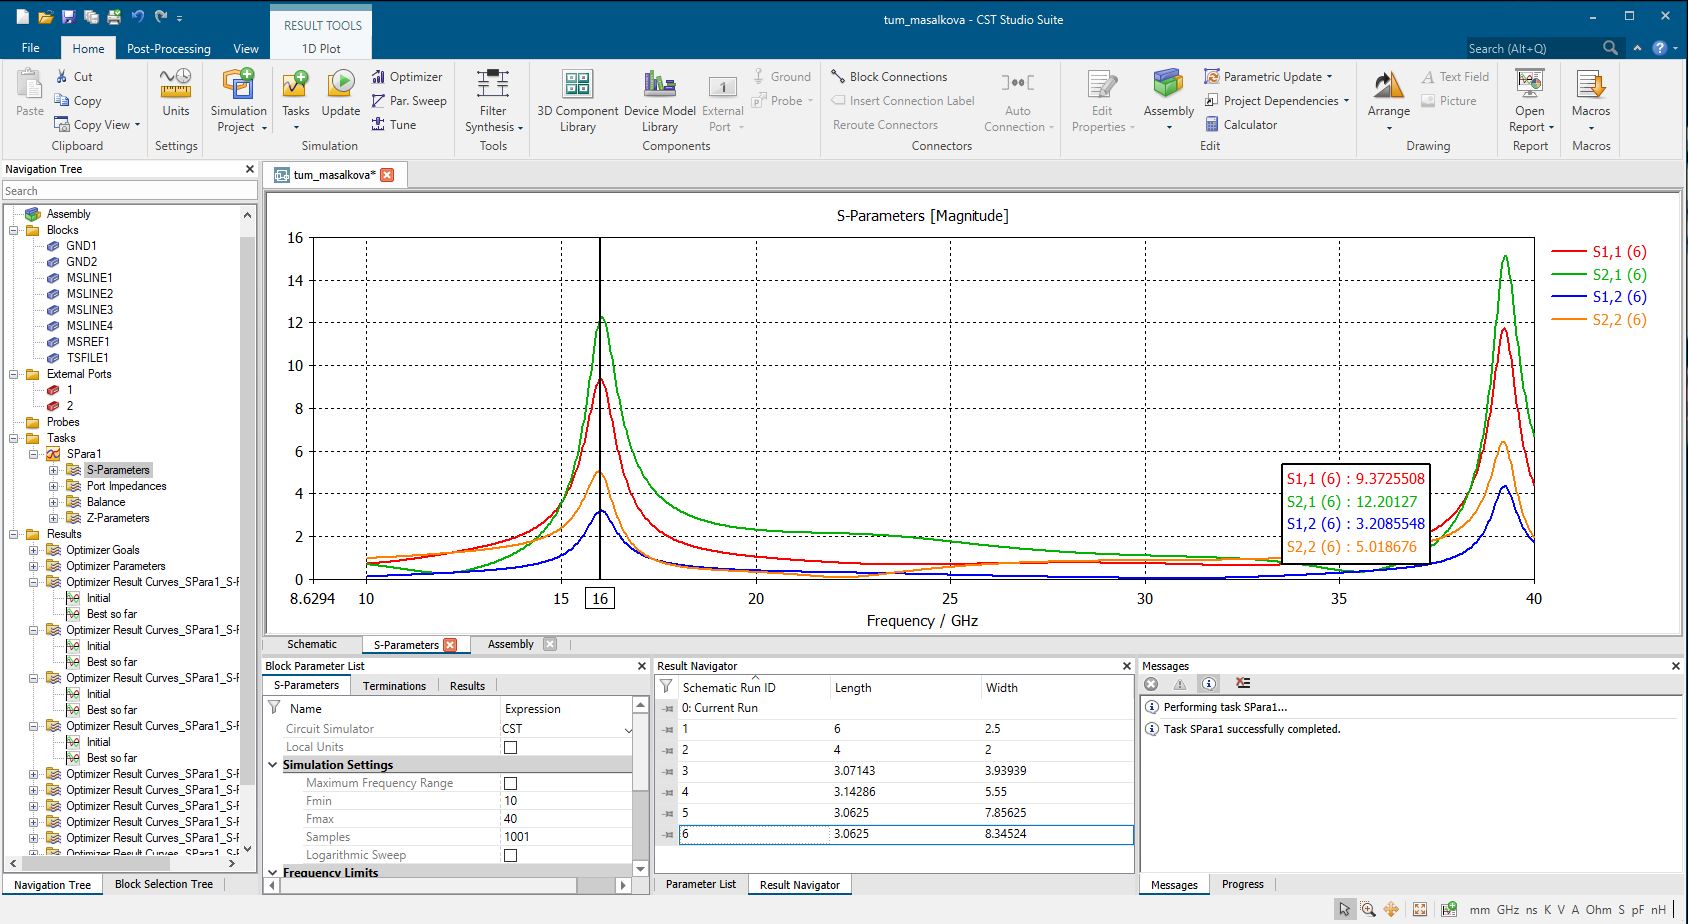 tum_masalkova - CST Studio Suite
RESULT TOOLS
File Home Post-Processing View 1D Plot
Search (Alt+Q)
Paste
Cut
Copy
Copy View
Clipboard
Units
Settings
Simulation Project
Tasks
Update
Optimizer
Par. Sweep
Tune
Simulation
Filter Synthesis
Tools
3D Component Library
Device Model Library
External Port
Ground
Probe
Components
Block Connections
Insert Connection Label
Reroute Connectors
Auto Connection
Connectors
Edit Properties
Assembly
Parametric Update
Project Dependencies
Calculator
Edit
Arrange
Text Field
Picture
Drawing
Open Report
Report
Macros
Macros
Navigation Tree
Search
Assembly
Blocks
GND1
GND2
MSLINE1
MSLINE2
MSLINE3
MSLINE4
MSREF1
TSFILE1
External Ports
1
2
Probes
Tasks
SPara1
S-Parameters
Port Impedances
Balance
Z-Parameters
Results
Optimizer Goals
Optimizer Parameters
Optimizer Result Curves_SPara1_S-F
Initial
Best so far
Optimizer Result Curves_SPara1_S-F
Initial
Best so far
Optimizer Result Curves_SPara1_S-F
Initial
Best so far
Optimizer Result Curves_SPara1_S-F
Initial
Best so far
Optimizer Result Curves_SPara1_S-F
Optimizer Result Curves_SPara1_S-F
Optimizer Result Curves_SPara1_S-F
Optimizer Result Curves_SPara1_S-F
Optimizer Result Curves_SPara1_S-F
Optimizer Result Curves_SPara1_S-F
Navigation Tree Block Selection Tree
tum_masalkova*
S-Parameters [Magnitude]
16
14
12
10
8
6
4
2
0
8.6294 10 15 16 20 25 30 35 40
Frequency / GHz
S1,1 (6)
S2,1 (6)
S1,2 (6)
S2,2 (6)
S1,1 (6) : 9.3725508
S2,1 (6) : 12.20127
S1,2 (6) : 3.2085548
S2,2 (6) : 5.018676
Schematic S-Parameters Assembly
Block Parameter List
S-Parameters Terminations Results
Name Expression
Circuit Simulator CST
Local Units
Simulation Settings
Maximum Frequency Range
Fmin 10
Fmax 40
Samples 1001
Logarithmic Sweep
Frequency Limits
Result Navigator
Schematic Run ID Length Width
0: Current Run
1 6 2.5
2 4 2
3 3.07143 3.93939
4 3.14286 5.55
5 3.0625 7.85625
6 3.0625 8.34524
Parameter List Result Navigator
Messages
Performing task SPara1...
Task SPara1 successfully completed.
Messages Progress
mm GHz ns K V A Ohm S pF nH